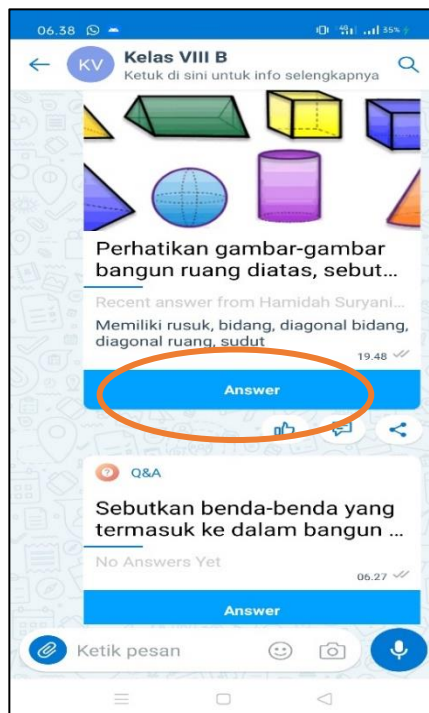 06.38 35%
KV Kelas VIII B
Ketuk di sini untuk info selengkapnya
Perhatikan gambar-gambar
bangun ruang diatas, sebut...
Recent answer from Hamidah Suryani...
Memiliki rusuk, bidang, diagonal bidang,
diagonal ruang, sudut
19.48
Answer
Q&A
Sebutkan benda-benda yang
termasuk ke dalam bangun ...
No Answers Yet
06.27
Answer
Ketik pesan